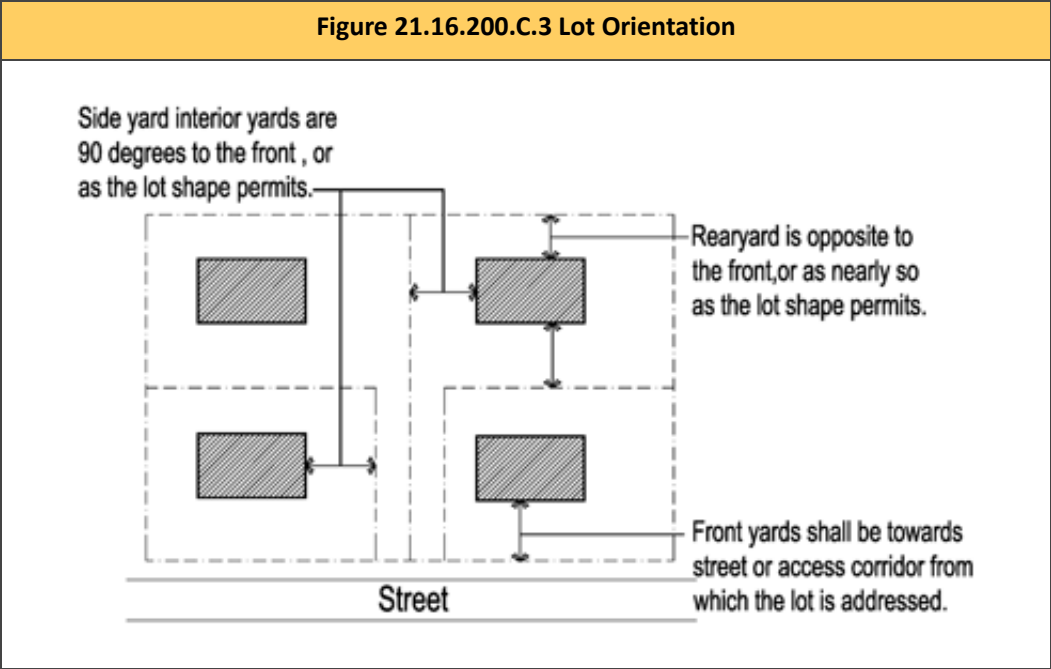 Figure 21.16.200.C.3 Lot Orientation
Side yard interior yards are
90 degrees to the front , or
as the lot shape permits.
Rearyard is opposite to
the front,or as nearly so
as the lot shape permits.
Front yards shall be towards
street or access corridor from
which the lot is addressed.
Street